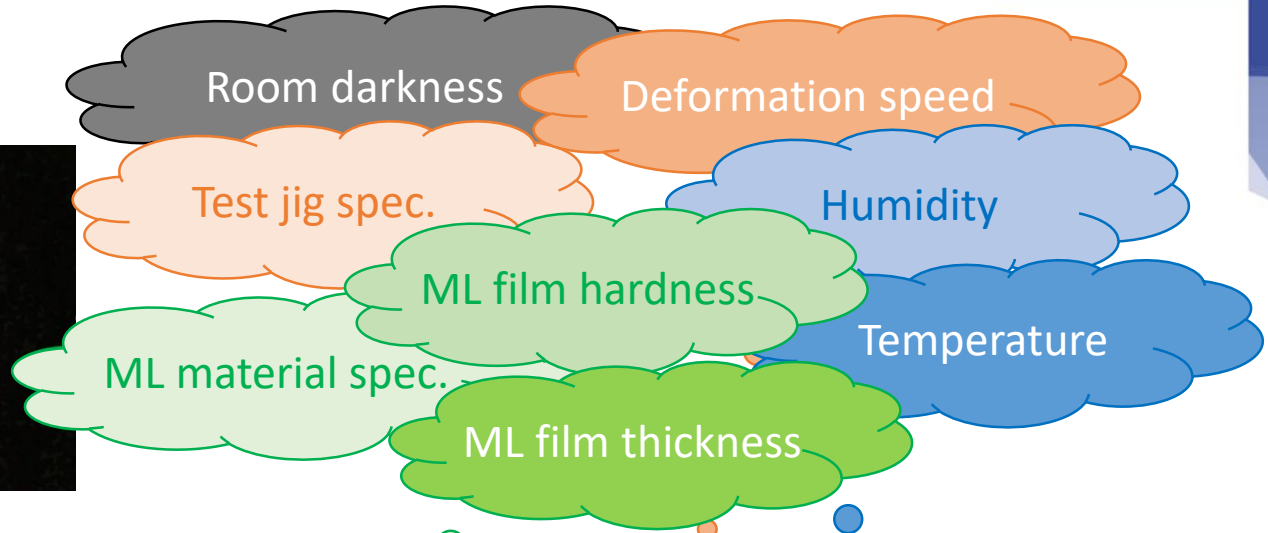 Room darkness
Deformation speed
Test jig spec.
Humidity
ML film hardness
Temperature
ML material spec.
ML film thickness